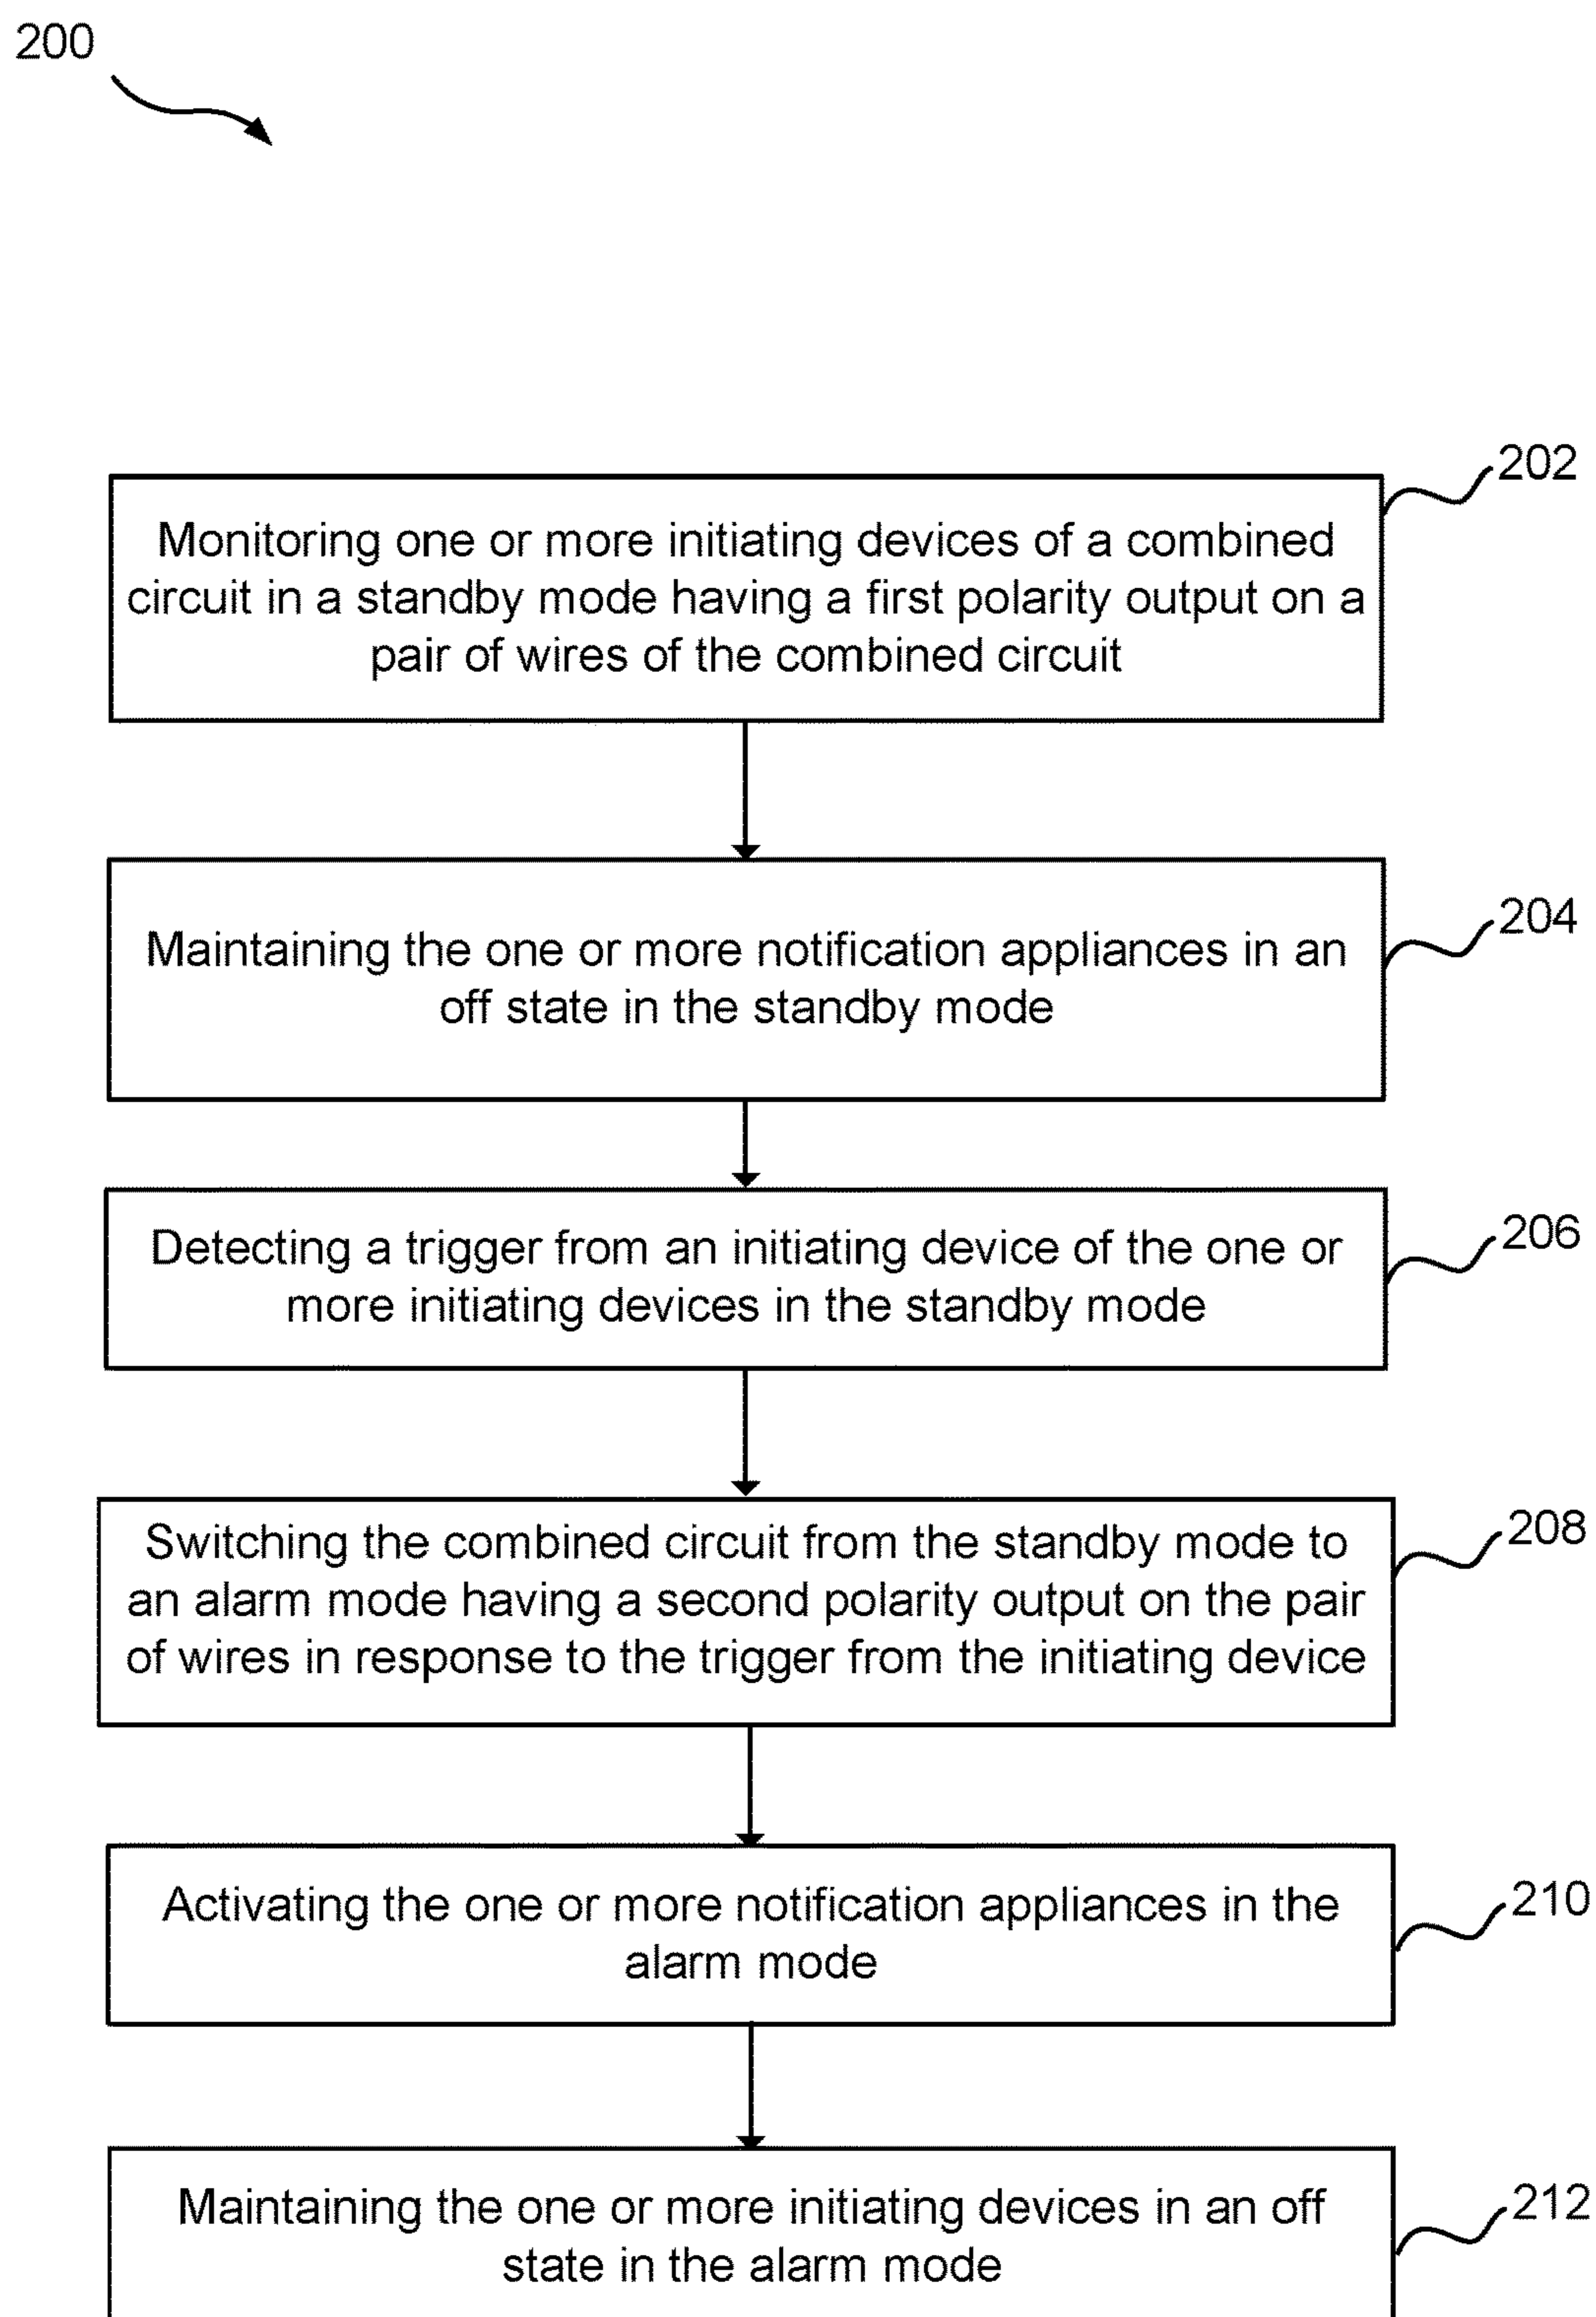 200
202
Monitoring one or more initiating devices of a combined
circuit in a standby mode having a first polarity output on a
pair of wires of the combined circuit
204
Maintaining the one or more notification appliances in an
off state in the standby mode
206
Detecting a trigger from an initiating device of the one or
more initiating devices in the standby mode
208
Switching the combined circuit from the standby mode to
an alarm mode having a second polarity output on the pair
of wires in response to the trigger from the initiating device
210
Activating the one or more notification appliances in the
alarm mode
212
Maintaining the one or more initiating devices in an off
state in the alarm mode